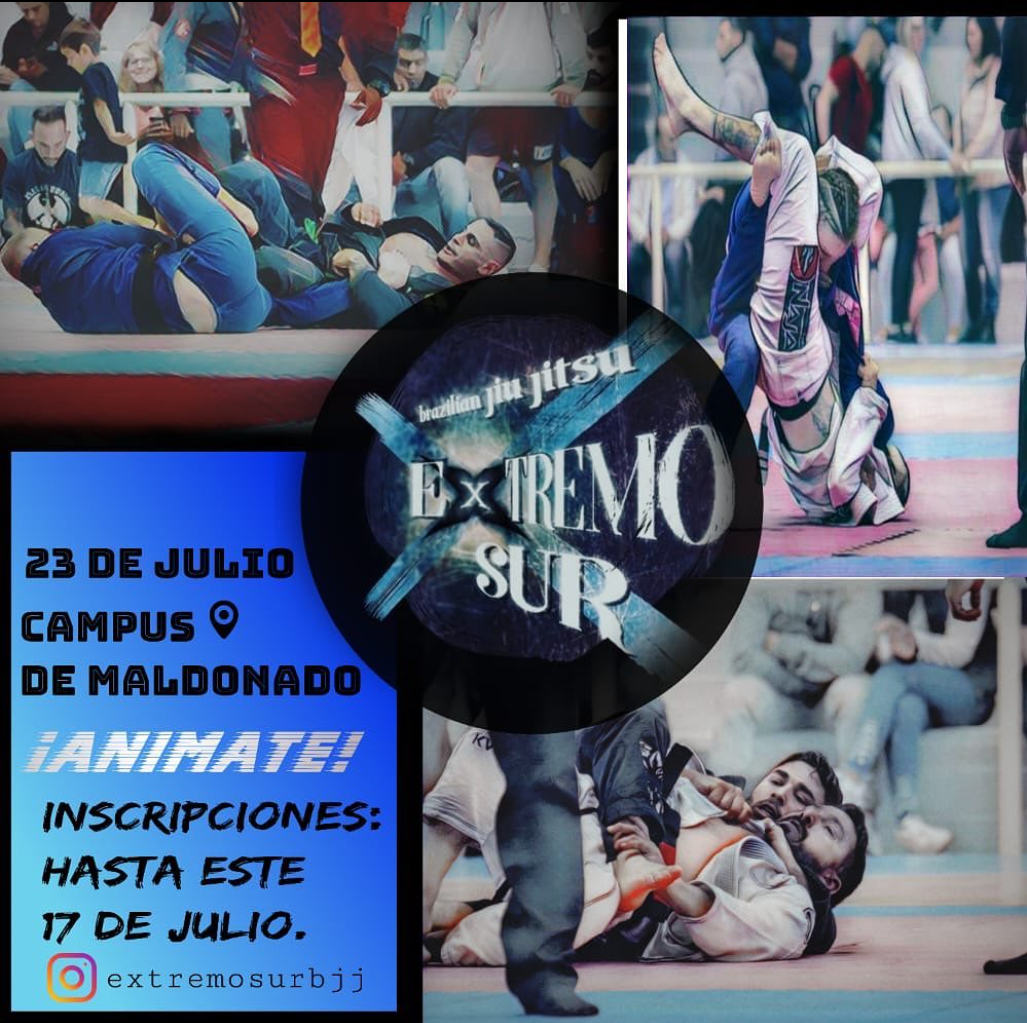 brazilian jiu jitsu
ExTREMO
SUR
23 DE JULIO
CAMPUS
DE MALDONADO
¡ANIMATE!
INSCRIPCIONES:
HASTA ESTE
17 DE JULIO.
extremosurbjj